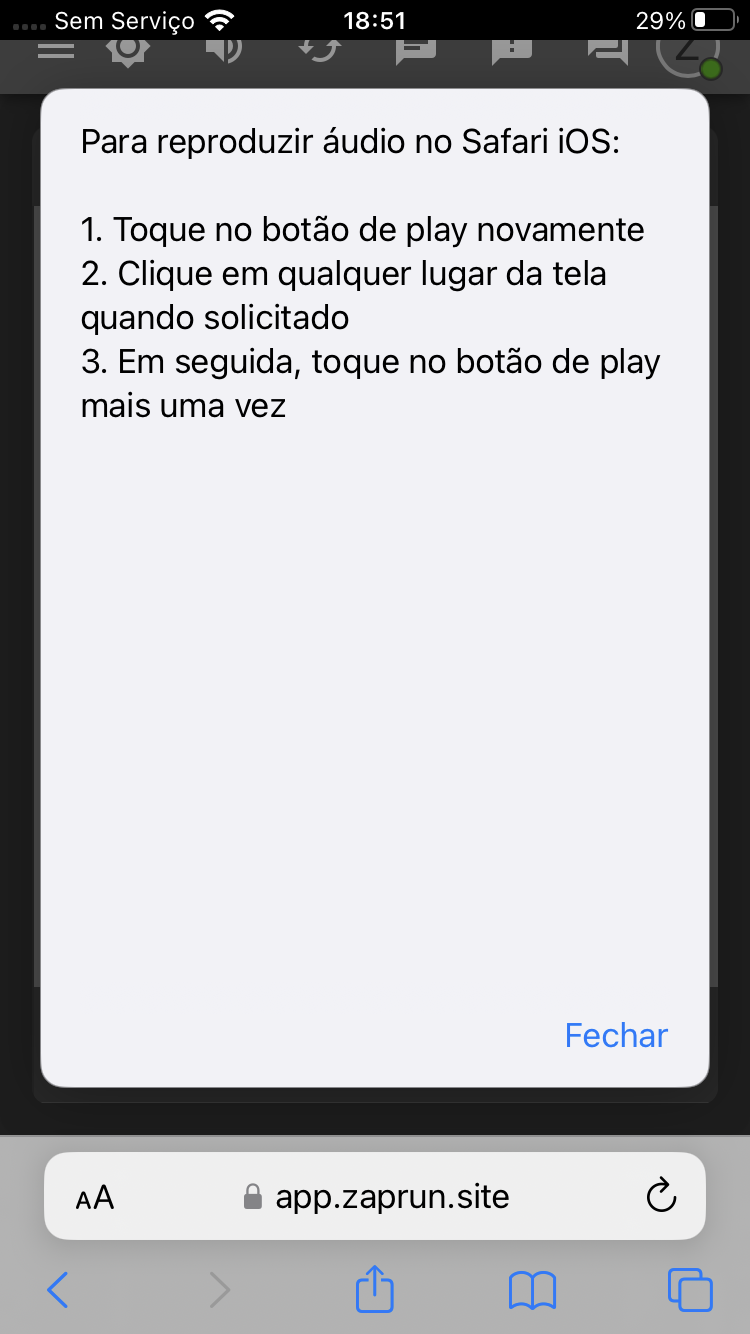 Sem Serviço
18:51
29%
Z
Para reproduzir áudio no Safari iOS:
1. Toque no botão de play novamente
2. Clique em qualquer lugar da tela
quando solicitado
3. Em seguida, toque no botão de play
mais uma vez
Fechar
AA
app.zaprun.site